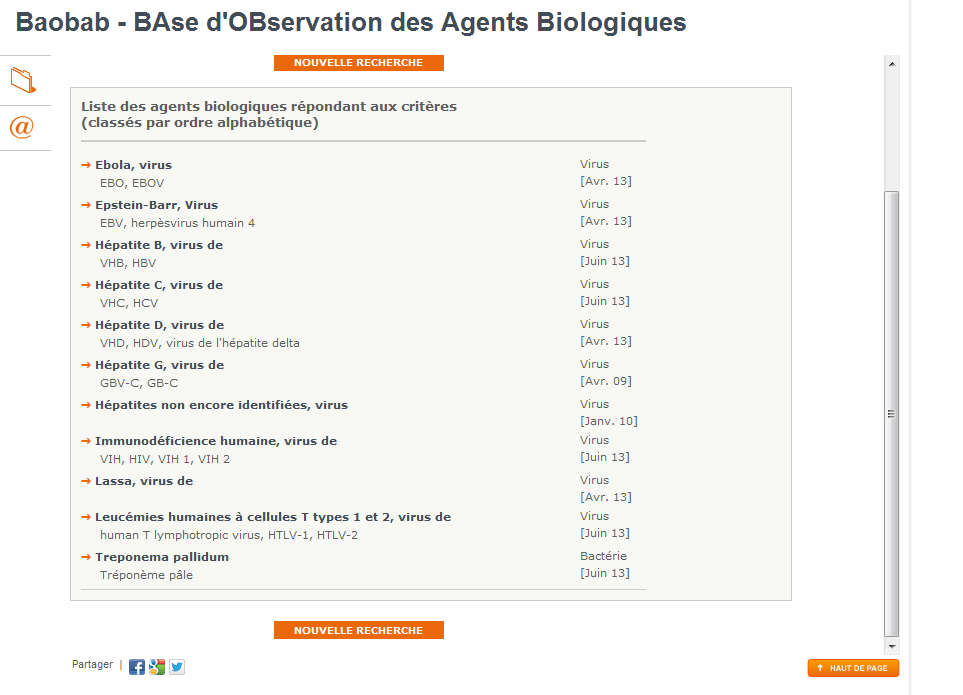 Baobab - BAse d'OBservation des Agents Biologiques
NOUVELLE RECHERCHE
Liste des agents biologiques répondant aux critères
(classés par ordre alphabétique)
Ebola, virus Virus
EBO, EBOV [Avr. 13]
Epstein-Barr, Virus Virus
EBV, herpèsvirus humain 4 [Avr. 13]
Hépatite B, virus de Virus
VHB, HBV [Juin 13]
Hépatite C, virus de Virus
VHC, HCV [Juin 13]
Hépatite D, virus de Virus
VHD, HDV, virus de l'hépatite delta [Avr. 13]
Hépatite G, virus de Virus
GBV-C, GB-C [Avr. 09]
Hépatites non encore identifiées, virus Virus
[Janv. 10]
Immunodéficience humaine, virus de Virus
VIH, HIV, VIH 1, VIH 2 [Juin 13]
Lassa, virus de Virus
[Avr. 13]
Leucémies humaines à cellules T types 1 et 2, virus de Virus
human T lymphotropic virus, HTLV-1, HTLV-2 [Juin 13]
Treponema pallidum Bactérie
Tréponème pâle [Juin 13]
NOUVELLE RECHERCHE
Partager |
HAUT DE PAGE